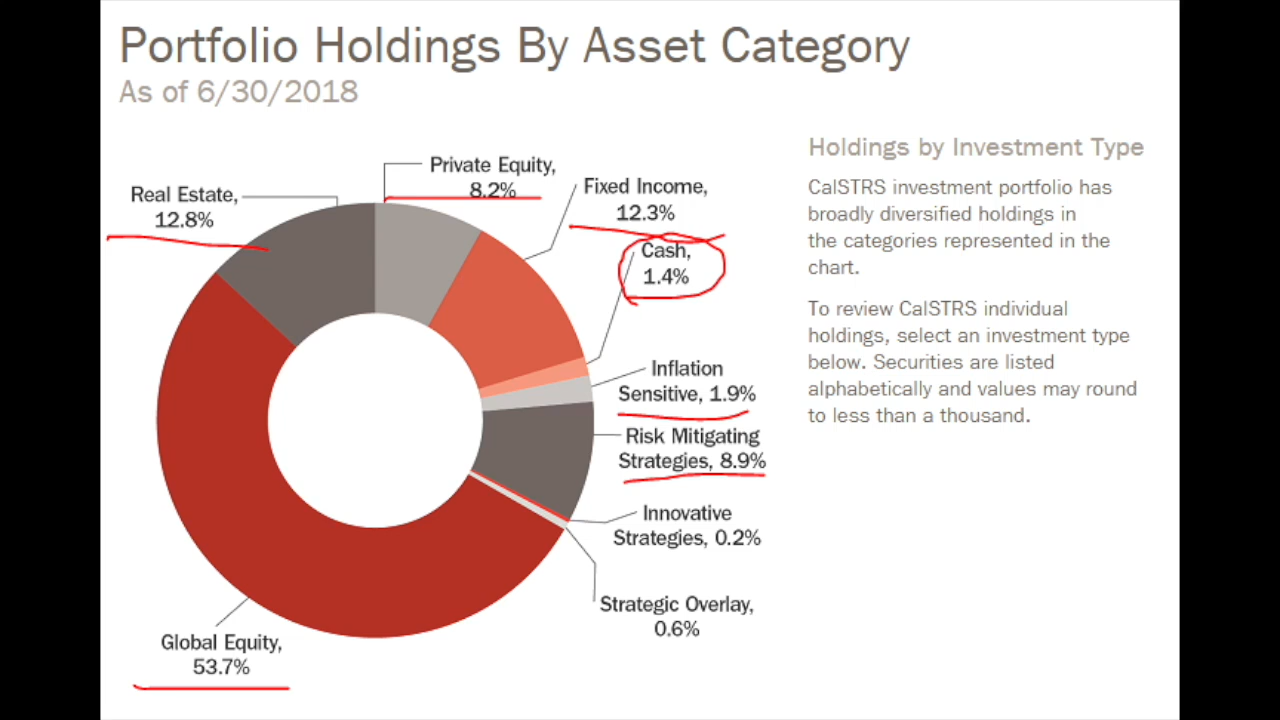 Portfolio Holdings By Asset Category
As of 6/30/2018
Holdings by Investment Type
CalSTRS investment portfolio has
broadly diversified holdings in
the categories represented in the
chart.
To review CalSTRS individual
holdings, select an investment type
below. Securities are listed
alphabetically and values may round
to less than a thousand.
Private Equity,
8.2%
Fixed Income,
12.3%
Cash,
1.4%
Inflation
Sensitive, 1.9%
Risk Mitigating
Strategies, 8.9%
Innovative
Strategies, 0.2%
Strategic Overlay,
0.6%
Global Equity,
53.7%
Real Estate,
12.8%